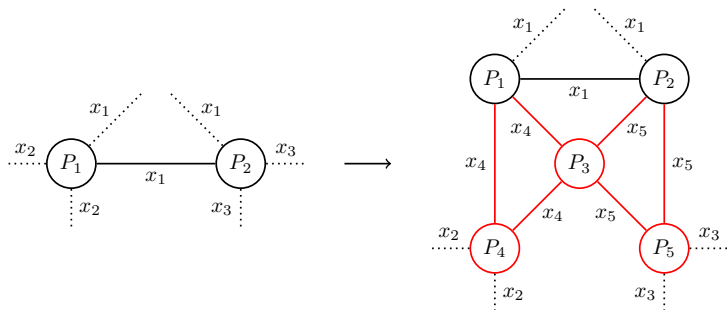 x₁ x₁
x₁ x₁
P₁ x₁ P₂
x₂ P₁ x₁ P₂ x₃
x₄ x₅
x₄ P₃ x₅
x₂ x₃
x₄ x₅
x₂ P₄ P₅ x₃
x₂ x₃